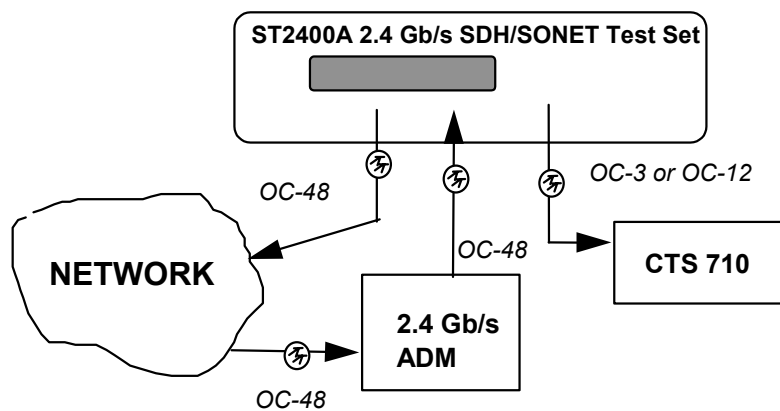 ST2400A 2.4 Gb/s SDH/SONET Test Set
OC-48
OC-3 or OC-12
NETWORK
OC-48
CTS 710
2.4 Gb/s
ADM
OC-48